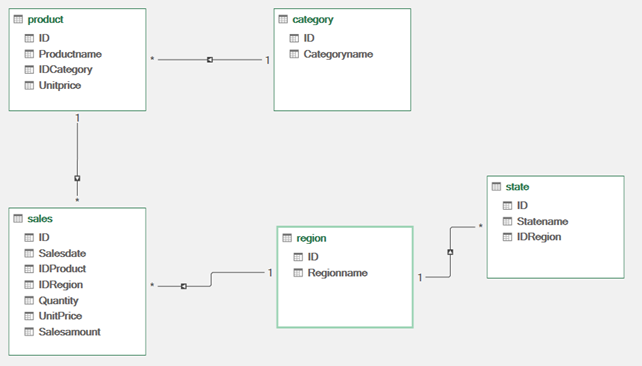 product
ID
Productname
IDCategory
Unitprice
category
ID
Categoryname
*
1
1
*
sales
ID
Salesdate
IDProduct
IDRegion
Quantity
UnitPrice
Salesamount
region
ID
Regionname
*
1
1
*
state
ID
Statename
IDRegion